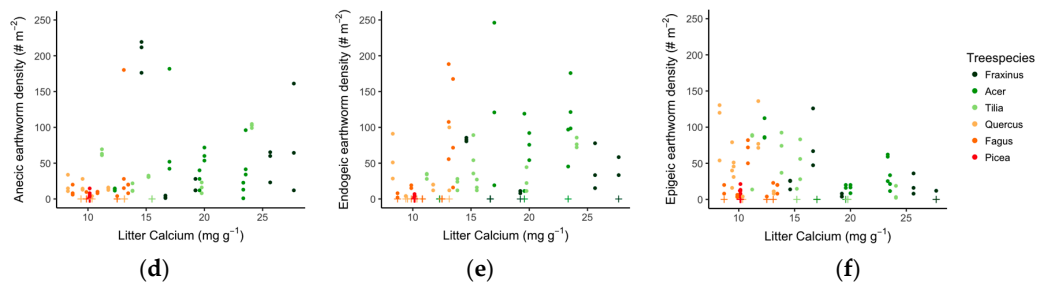 Anecic earthworm density (# m⁻²)
250
200
150
100
50
0
10 15 20 25
Litter Calcium (mg g⁻¹)
(d)
Endogeic earthworm density (# m⁻²)
250
200
150
100
50
0
10 15 20 25
Litter Calcium (mg g⁻¹)
(e)
Epigeic earthworm density (# m⁻²)
250
200
150
100
50
0
10 15 20 25
Litter Calcium (mg g⁻¹)
(f)
Treespecies
Fraxinus
Acer
Tilia
Quercus
Fagus
Picea